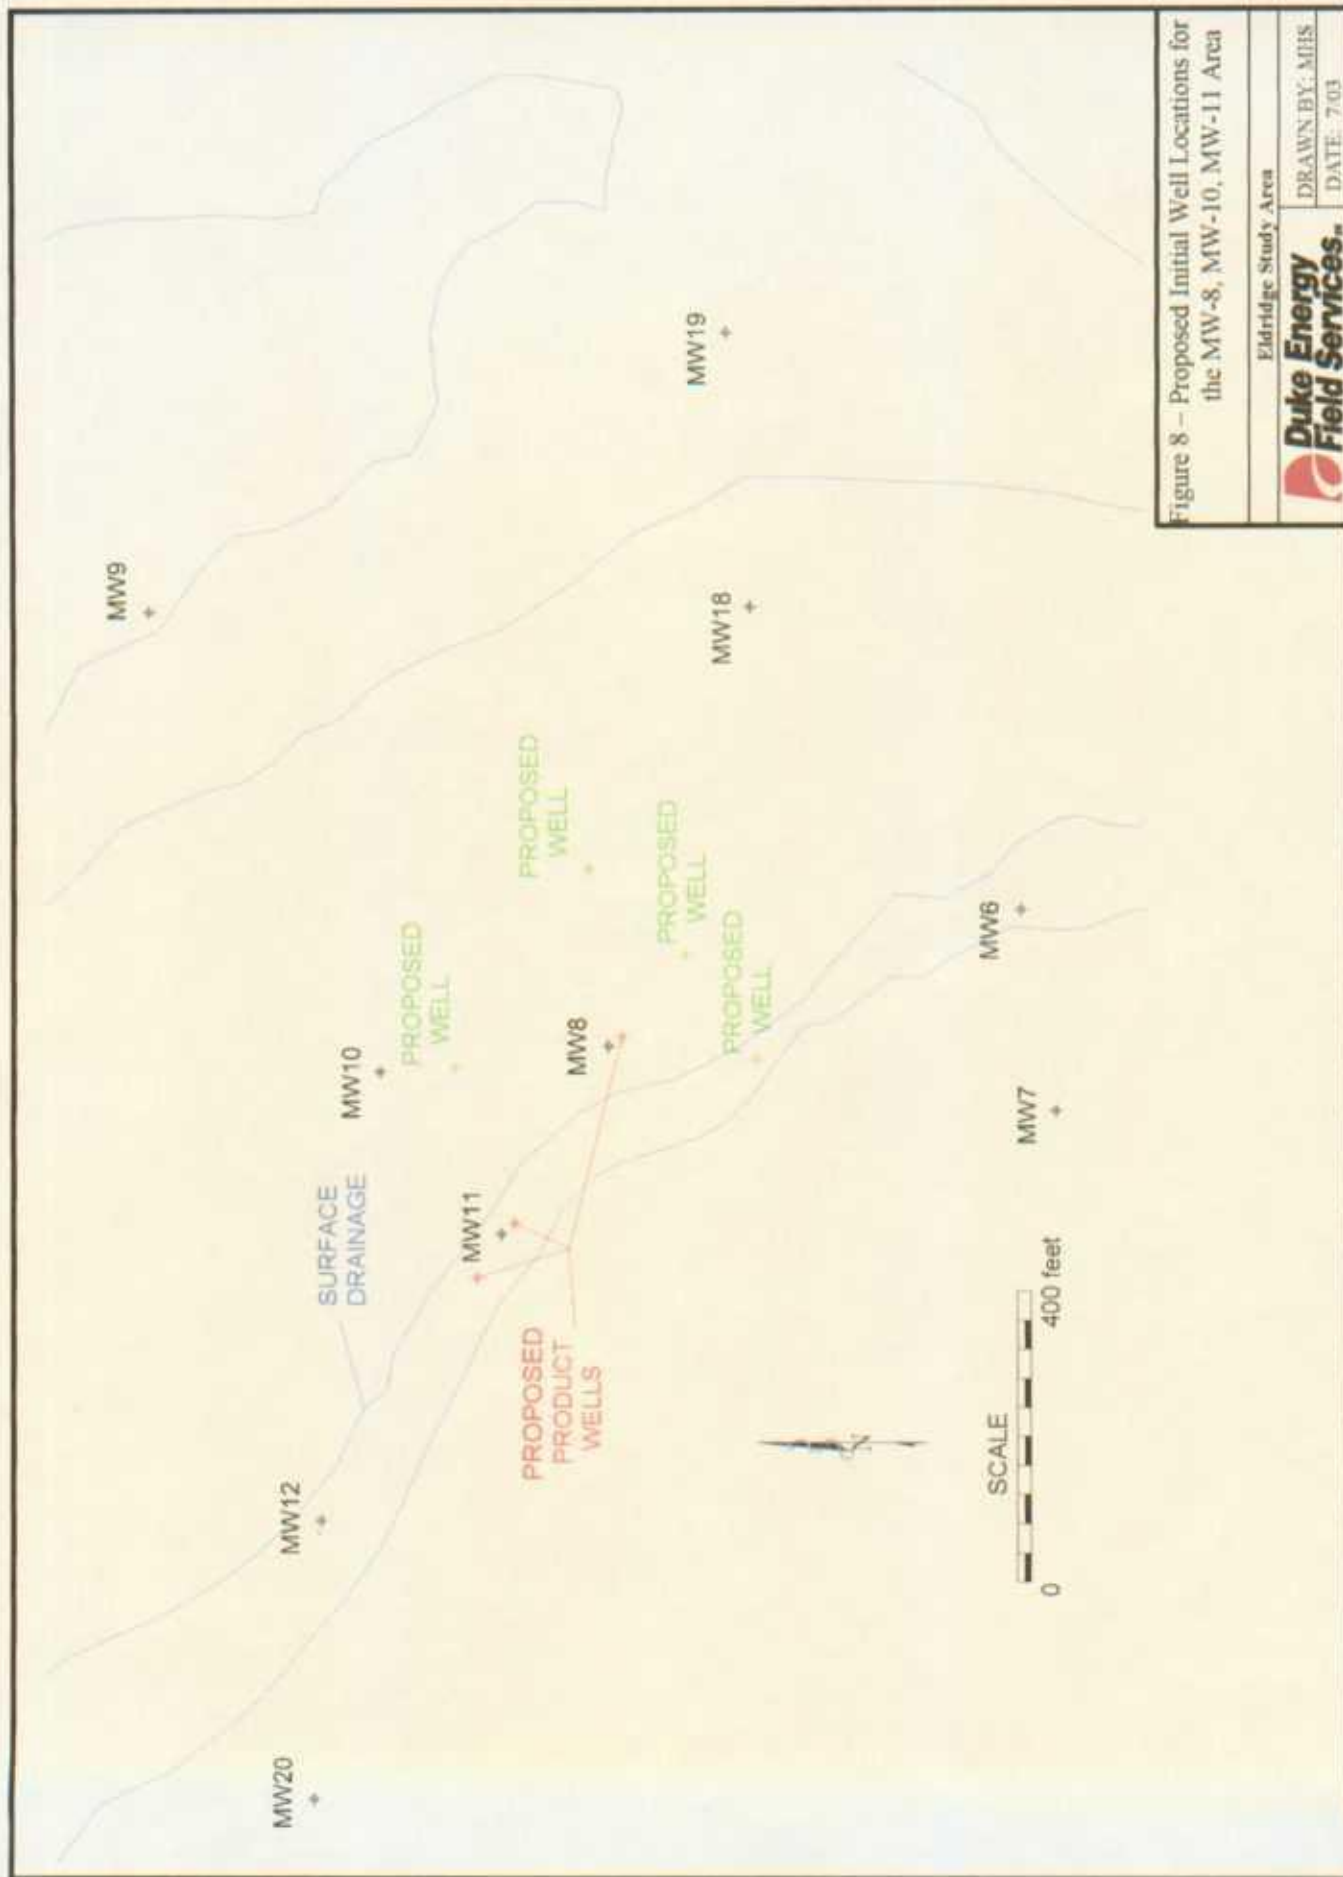 MW9
MW10
SURFACE
DRAINAGE
MW12
MW20
PROPOSED
WELL
PROPOSED
WELL
MW19
MW11
MW8
PROPOSED
WELL
MW18
PROPOSED
PRODUCT
WELLS
PROPOSED
WELL
N
MW6
MW7
SCALE
0
400 feet
Figure 8 – Proposed Initial Well Locations for
the MW-8, MW-10, MW-11 Area
Eldridge Study Area
Duke Energy
Field Services
DRAWN BY: MHS
DATE: 7/03